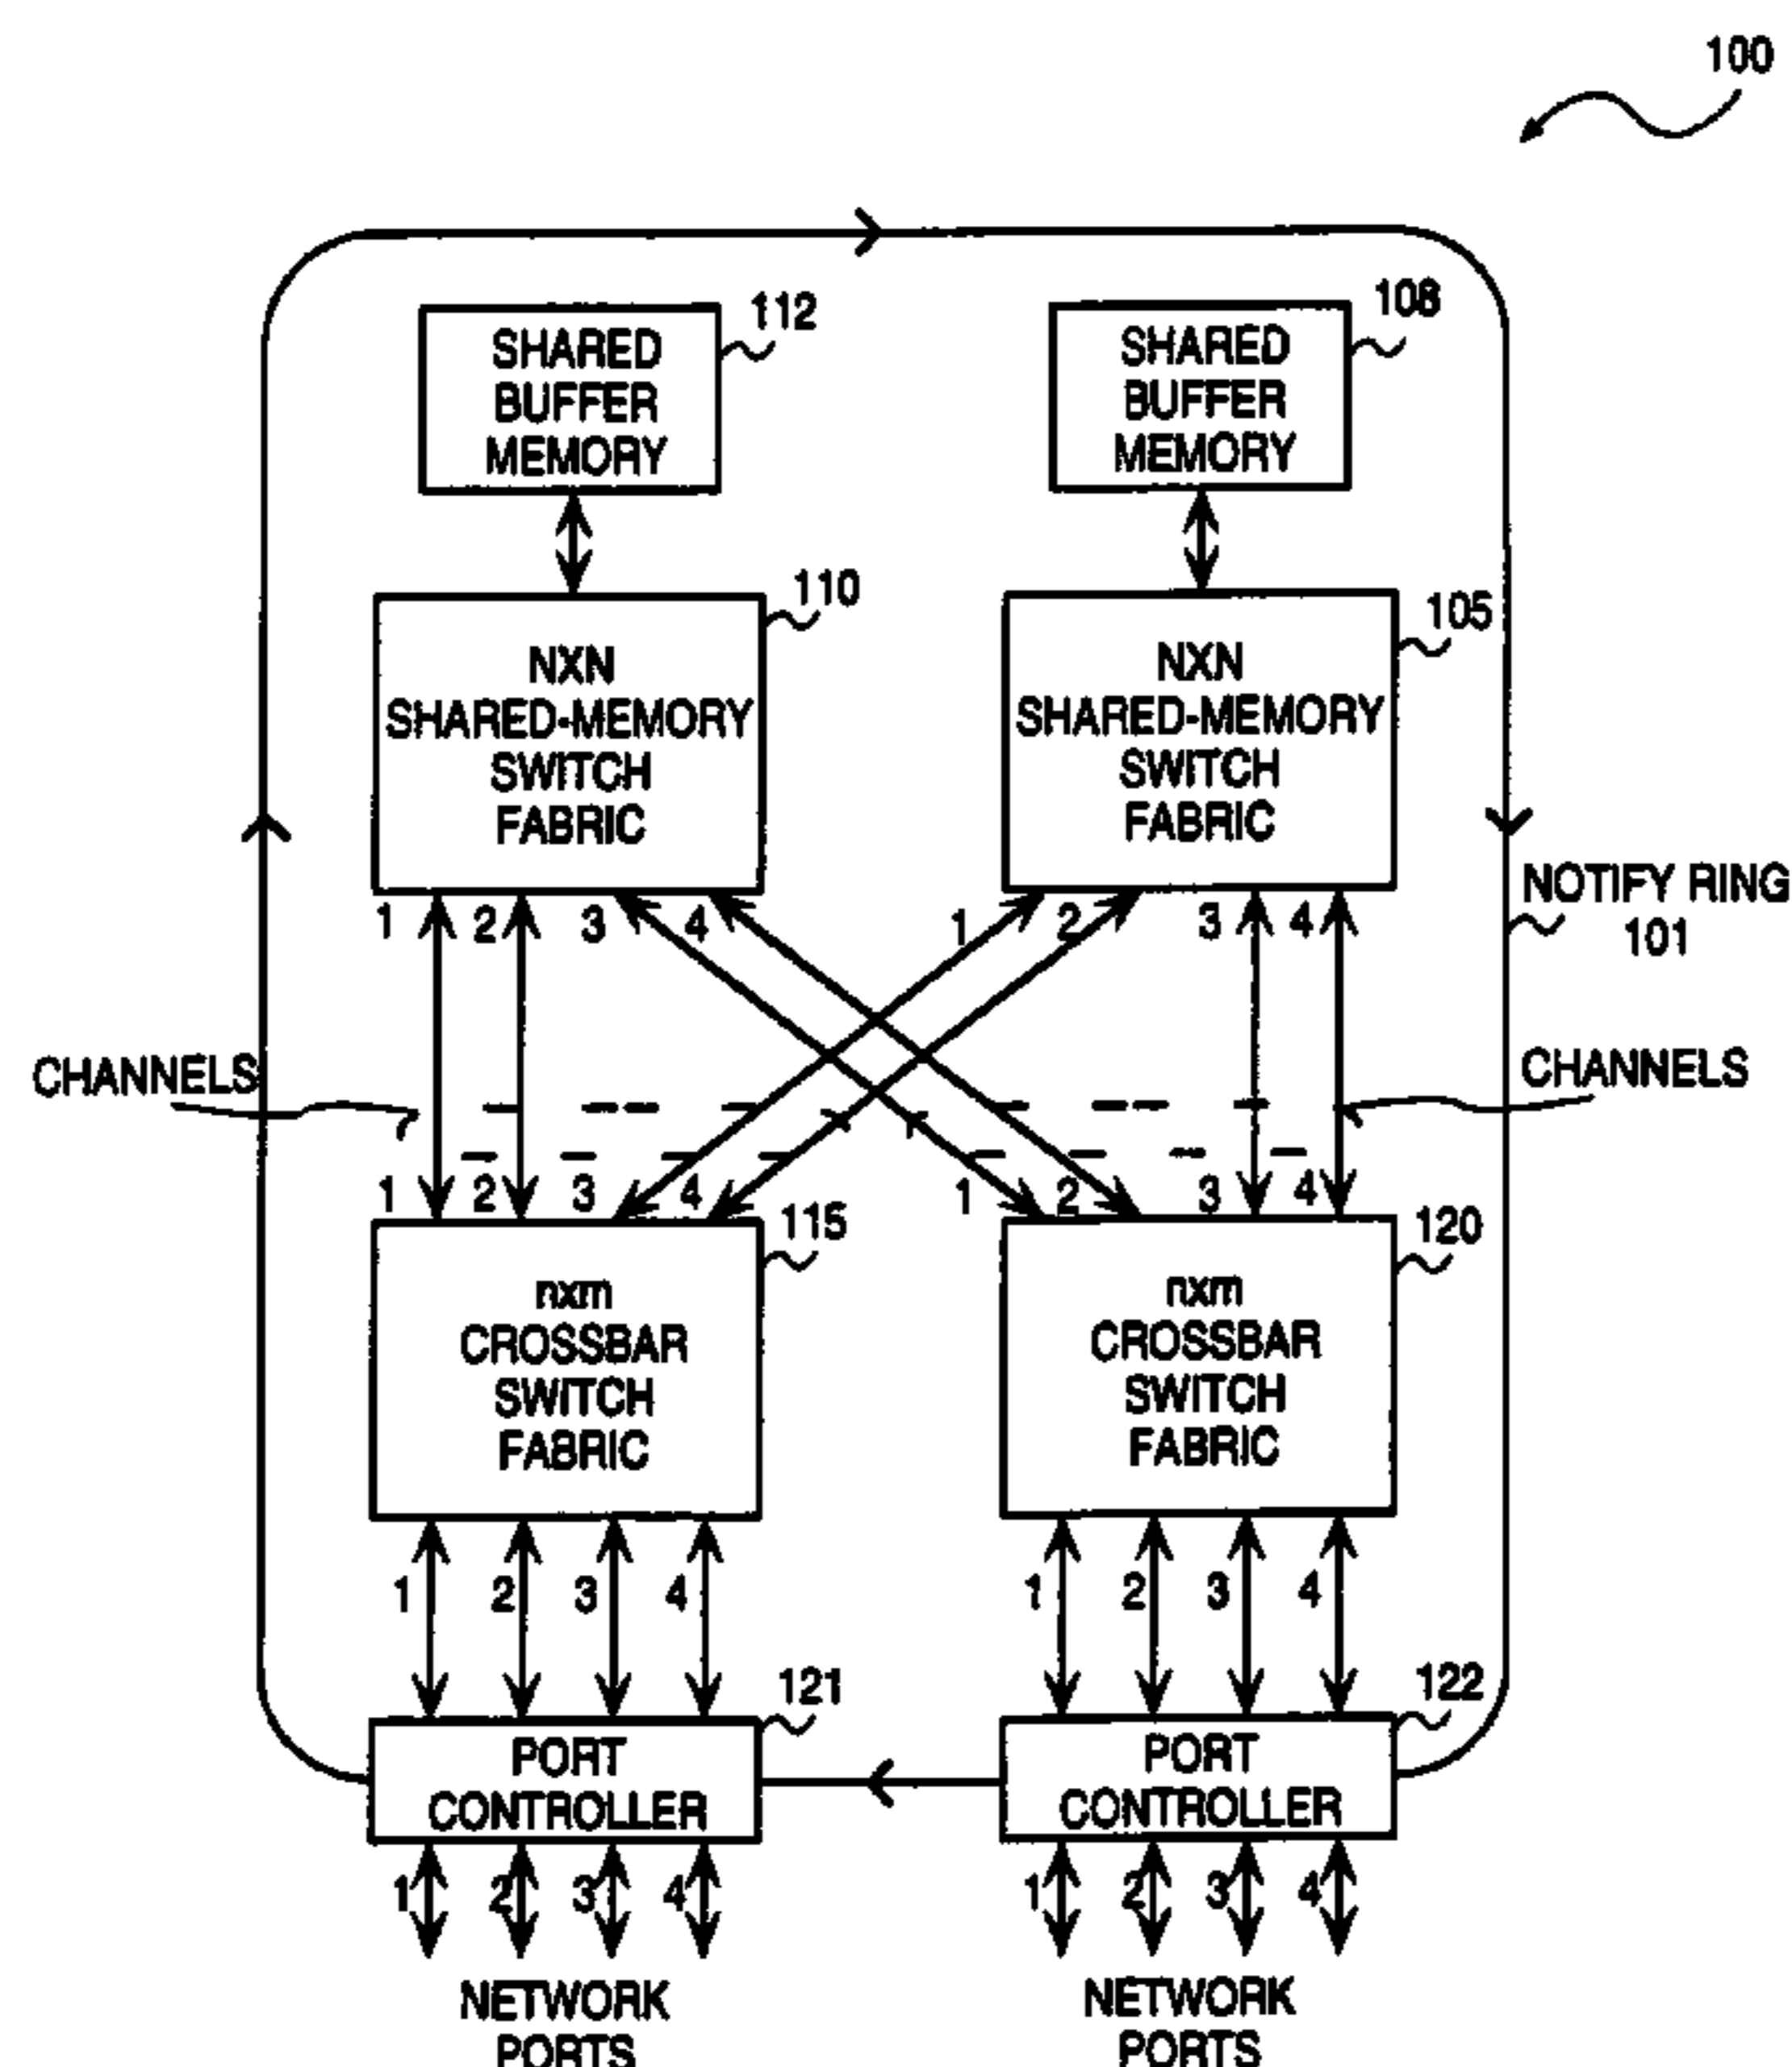 100
112
SHARED
BUFFER
MEMORY
108
SHARED
BUFFER
MEMORY
110
NXN
SHARED-MEMORY
SWITCH
FABRIC
105
NXN
SHARED-MEMORY
SWITCH
FABRIC
NOTIFY RING
101
1 2 3 4
1 2 3 4
CHANNELS
CHANNELS
1 2 3 4
1 2 3 4
115
nxm
CROSSBAR
SWITCH
FABRIC
120
nxm
CROSSBAR
SWITCH
FABRIC
1 2 3 4
1 2 3 4
121
PORT
CONTROLLER
122
PORT
CONTROLLER
1 2 3 4
1 2 3 4
NETWORK
PORTS
NETWORK
PORTS